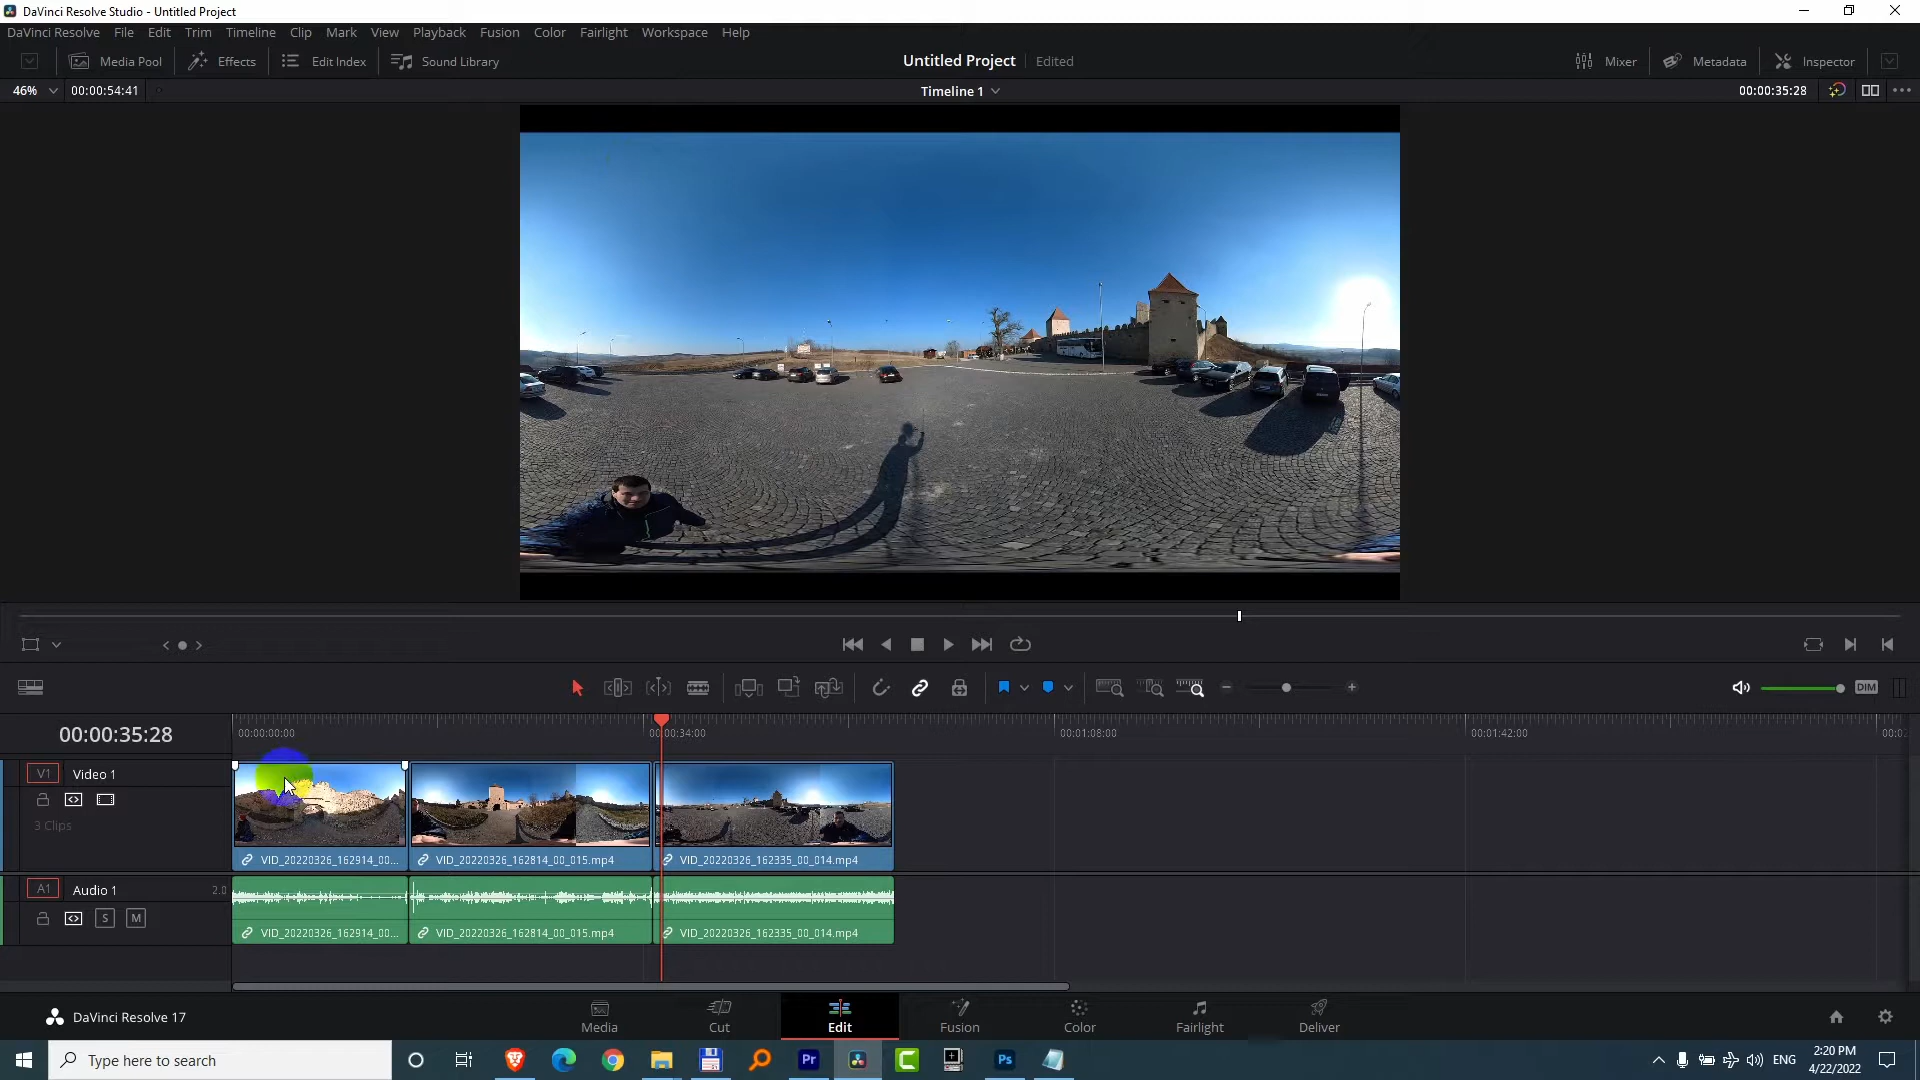 DaVinci Resolve Studio - Untitled Project
DaVinci Resolve File Edit Trim Timeline Clip Mark View Playback Fusion Color Fairlight Workspace Help
Media Pool Effects Edit Index Sound Library Untitled Project Edited Mixer Metadata Inspector
46% 00:00:54:41 Timeline 1 00:00:35:28
DIM
00:00:35:28 00:00:00:00 00:00:34:00 00:01:08:00 00:01:42:00
V1 Video 1
3 Clips
VID_20220326_162914_00... VID_20220326_162814_00_015.mp4 VID_20220326_162335_00_014.mp4
A1 Audio 1 2.0
S M
VID_20220326_162914_00... VID_20220326_162814_00_015.mp4 VID_20220326_162335_00_014.mp4
DaVinci Resolve 17 Media Cut Edit Fusion Color Fairlight Deliver
Type here to search Pr Ps ENG 2:20 PM
4/22/2022